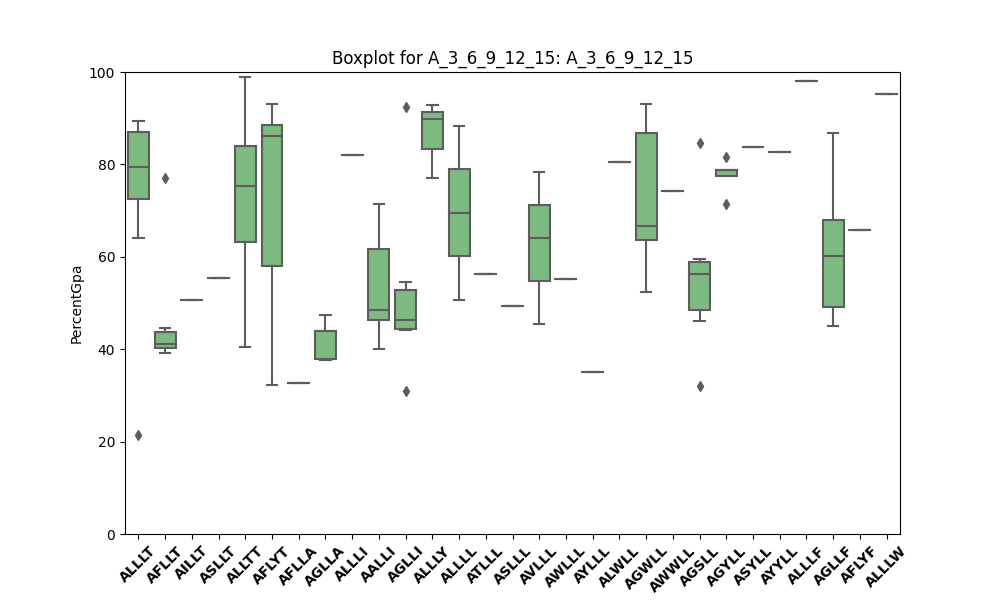 Boxplot for A_3_6_9_12_15: A_3_6_9_12_15
PercentGpa
100
80
60
40
20
0
ALLLT
AFLLT
AILLT
ASLLT
ALLTT
AFLYT
AFLLA
AGLLA
ALLLI
AALLI
AGLLI
ALLLY
ALLLL
ATLLL
ASLLL
AVLLL
AWLLL
AYLLL
ALWLL
AGWLL
AWWLL
AGSLL
AGYLL
ASYLL
AYYLL
ALLLF
AGLLF
AFLYF
ALLLW